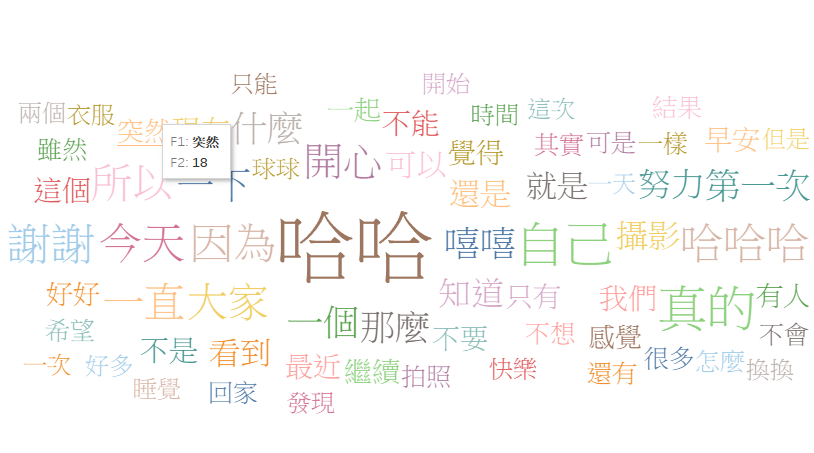 只能 開始
兩個 衣服 一起 不能 時間 這次 結果
突然 什麼
F1: 突然
F2: 18
雖然 球球 開心 可以 覺得 其實 可是 一樣 早安 但是
這個 所以 一下 還是 就是 一天 努力 第一次
謝謝 今天 因為 哈哈 嘻嘻 自己 攝影 哈哈哈
好好 一直 大家 一個 那麼 知道 只有 我們 真的 有人
希望 不是 看到 不要 不想 感覺 不會
一次 好多 最近 繼續 拍照 快樂 還有 很多 怎麼 換換
睡覺 回家 發現